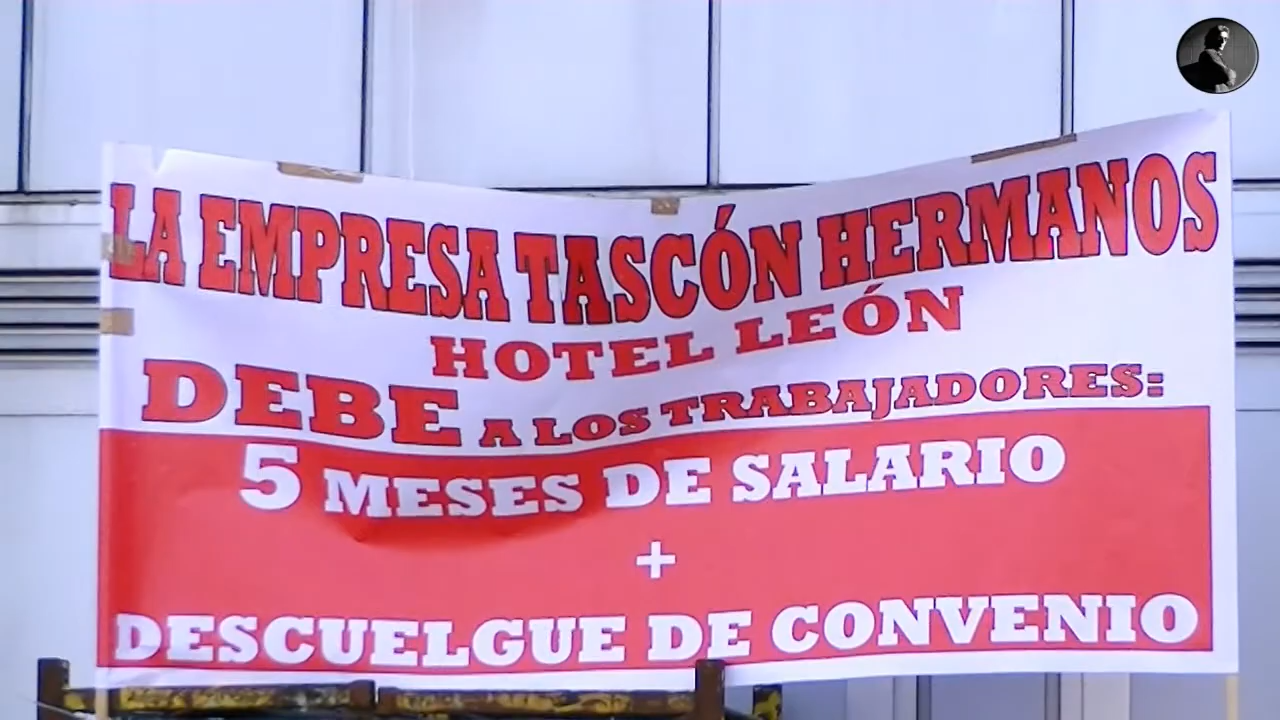 LA EMPRESA TASCÓN HERMANOS
HOTEL LEÓN
DEBE A LOS TRABAJADORES:
5 MESES DE SALARIO
+
DESCUELGUE DE CONVENIO